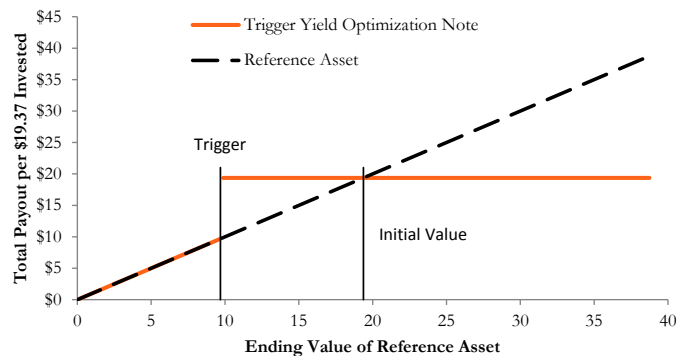 $45
$40
$35
$30
$25
$20
$15
$10
$5
$0
Total Payout per $19.37 Invested
Trigger Yield Optimization Note
Reference Asset
Trigger
Initial Value
0 5 10 15 20 25 30 35 40
Ending Value of Reference Asset